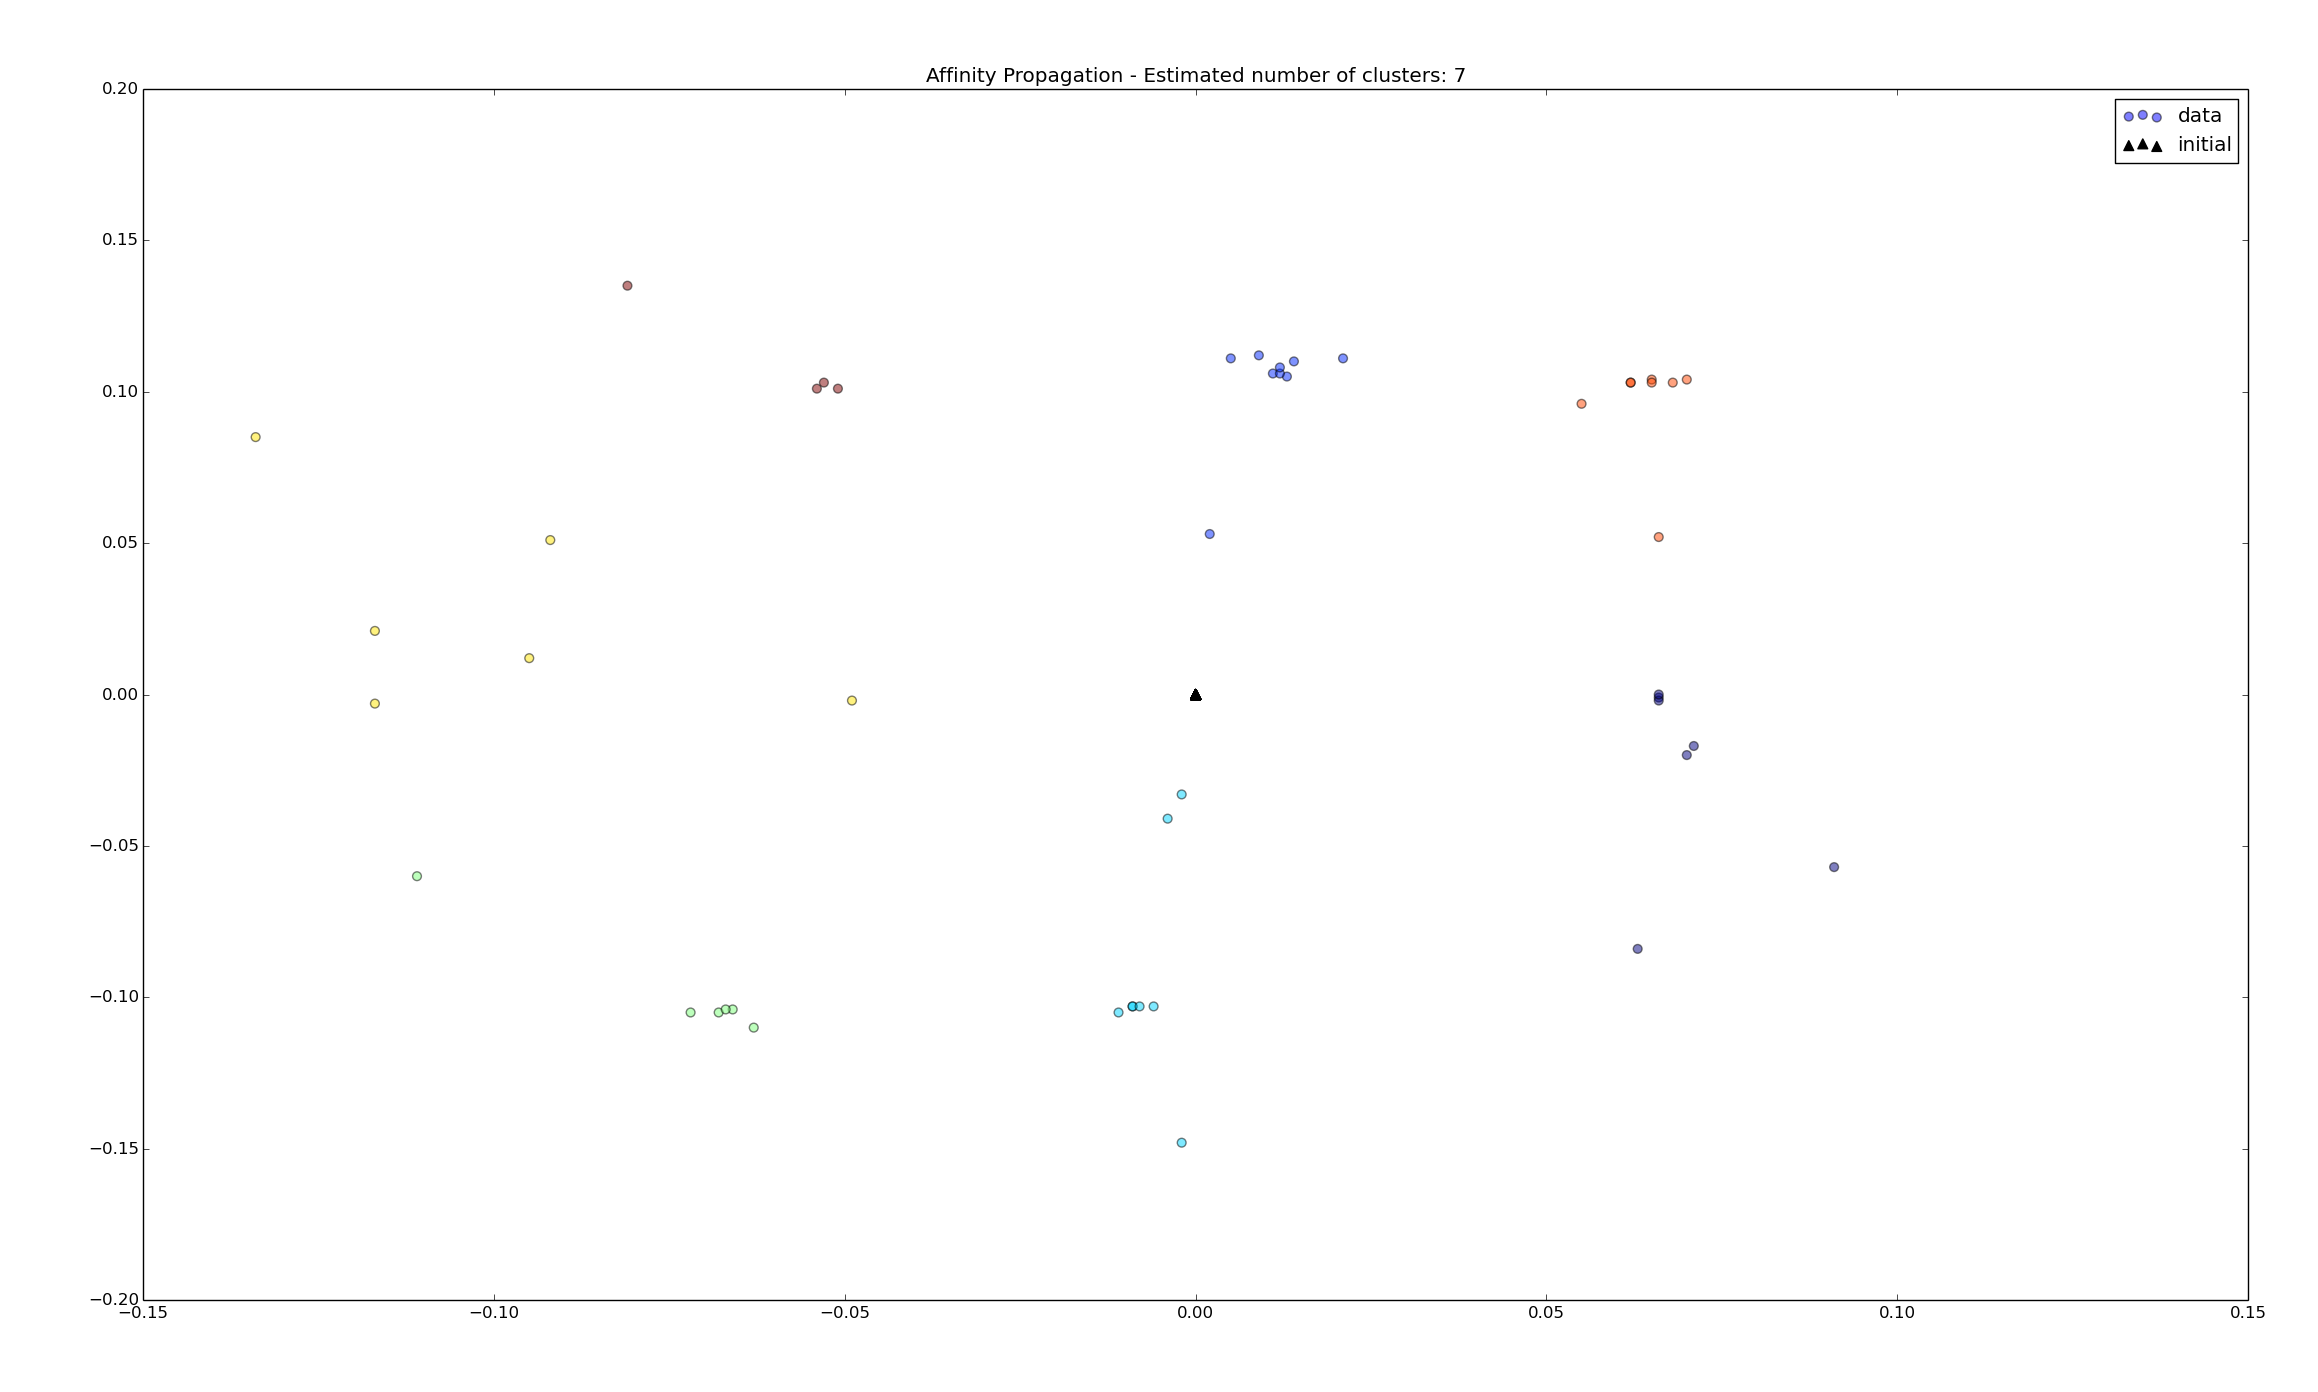 Affinity Propagation - Estimated number of clusters: 7
data
initial
0.20
0.15
0.10
0.05
0.00
−0.05
−0.10
−0.15
−0.20
−0.15 −0.10 −0.05 0.00 0.05 0.10 0.15